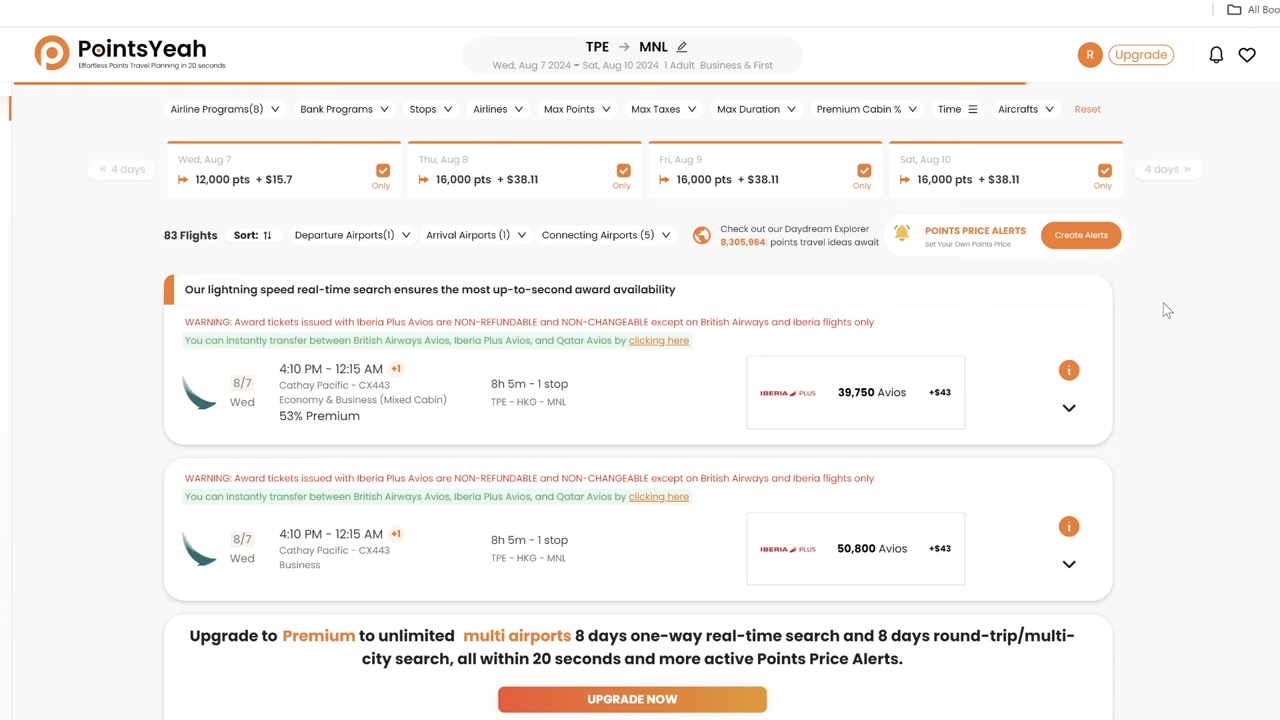 All Boo
PointsYeah
Effortless Points Travel Planning in 20 seconds
TPE → MNL
Wed, Aug 7 2024 - Sat, Aug 10 2024 1 Adult Business & First
R Upgrade
Airline Programs(8) Bank Programs Stops Airlines Max Points Max Taxes Max Duration Premium Cabin % Time Aircrafts Reset
« 4 days
Wed, Aug 7
12,000 pts + $15.7
Only
Thu, Aug 8
16,000 pts + $38.11
Only
Fri, Aug 9
16,000 pts + $38.11
Only
Sat, Aug 10
16,000 pts + $38.11
Only
4 days »
83 Flights Sort: Departure Airports(1) Arrival Airports (1) Connecting Airports (5)
Check out our Daydream Explorer
8,305,964 points travel ideas await
POINTS PRICE ALERTS
Set Your Own Points Price
Create Alerts
Our lightning speed real-time search ensures the most up-to-second award availability
WARNING: Award tickets issued with Iberia Plus Avios are NON-REFUNDABLE and NON-CHANGEABLE except on British Airways and Iberia flights only
You can instantly transfer between British Airways Avios, Iberia Plus Avios, and Qatar Avios by clicking here
8/7
Wed
4:10 PM - 12:15 AM +1
Cathay Pacific - CX443
Economy & Business (Mixed Cabin)
53% Premium
8h 5m - 1 stop
TPE - HKG - MNL
IBERIA PLUS 39,750 Avios +$43
i
WARNING: Award tickets issued with Iberia Plus Avios are NON-REFUNDABLE and NON-CHANGEABLE except on British Airways and Iberia flights only
You can instantly transfer between British Airways Avios, Iberia Plus Avios, and Qatar Avios by clicking here
8/7
Wed
4:10 PM - 12:15 AM +1
Cathay Pacific - CX443
Business
8h 5m - 1 stop
TPE - HKG - MNL
IBERIA PLUS 50,800 Avios +$43
i
Upgrade to Premium to unlimited multi airports 8 days one-way real-time search and 8 days round-trip/multi-
city search, all within 20 seconds and more active Points Price Alerts.
UPGRADE NOW